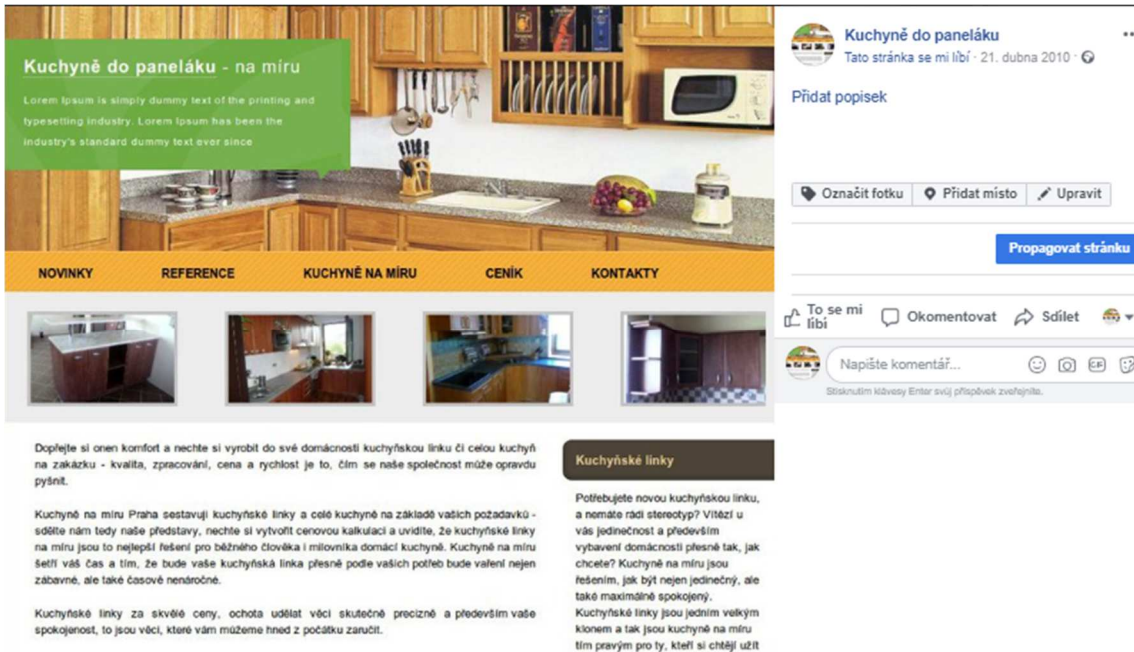 Kuchyně do paneláku - na míru
Lorem Ipsum is simply dummy text of the printing and
typesetting industry. Lorem Ipsum has been the
industry's standard dummy text ever since
NOVINKY REFERENCE KUCHYNĚ NA MÍRU CENÍK KONTAKTY
Dopřejte si onen komfort a nechte si vyrobit do své domácnosti kuchyňskou linku či celou kuchyň
na zakázku - kvalita, zpracování, cena a rychlost je to, čím se naše společnost může opravdu
pyšnit.
Kuchyně na míru Praha sestavují kuchyňské linky a celé kuchyně na základě vašich požadavků -
sdělte nám tedy naše představy, nechte si vytvořit cenovou kalkulaci a uvidíte, že kuchyňské linky
na míru jsou to nejlepší řešení pro běžného člověka i milovníka domácí kuchyně. Kuchyně na míru
šetří váš čas a tím, že bude vaše kuchyňská linka přesně podle vašich potřeb bude vaření nejen
zábavné, ale také časově nenáročné.
Kuchyňské linky za skvělé ceny, ochota udělat věci skutečně precizně a především vaše
spokojenost, to jsou věci, které vám můžeme hned z počátku zaručit.
Kuchyňské linky
Potřebujete novou kuchyňskou linku,
a nemáte rádi stereotyp? Vítězí u
vás jedinečnost a především
vybavení domácnosti přesně tak, jak
chcete? Kuchyně na míru jsou
řešením, jak být nejen jedinečný, ale
také maximálně spokojený.
Kuchyňské linky jsou jedním velkým
klonem a tak jsou kuchyně na míru
tím pravým pro ty, kteří si chtějí užít
Kuchyně do paneláku
Tato stránka se mi líbí · 21. dubna 2010 ·
Přidat popisek
Označit fotku Přidat místo Upravit
Propagovat stránku
To se mi
líbí Okomentovat Sdílet
Napište komentář... GIF
Stisknutím klávesy Enter svůj příspěvek zveřejníte.